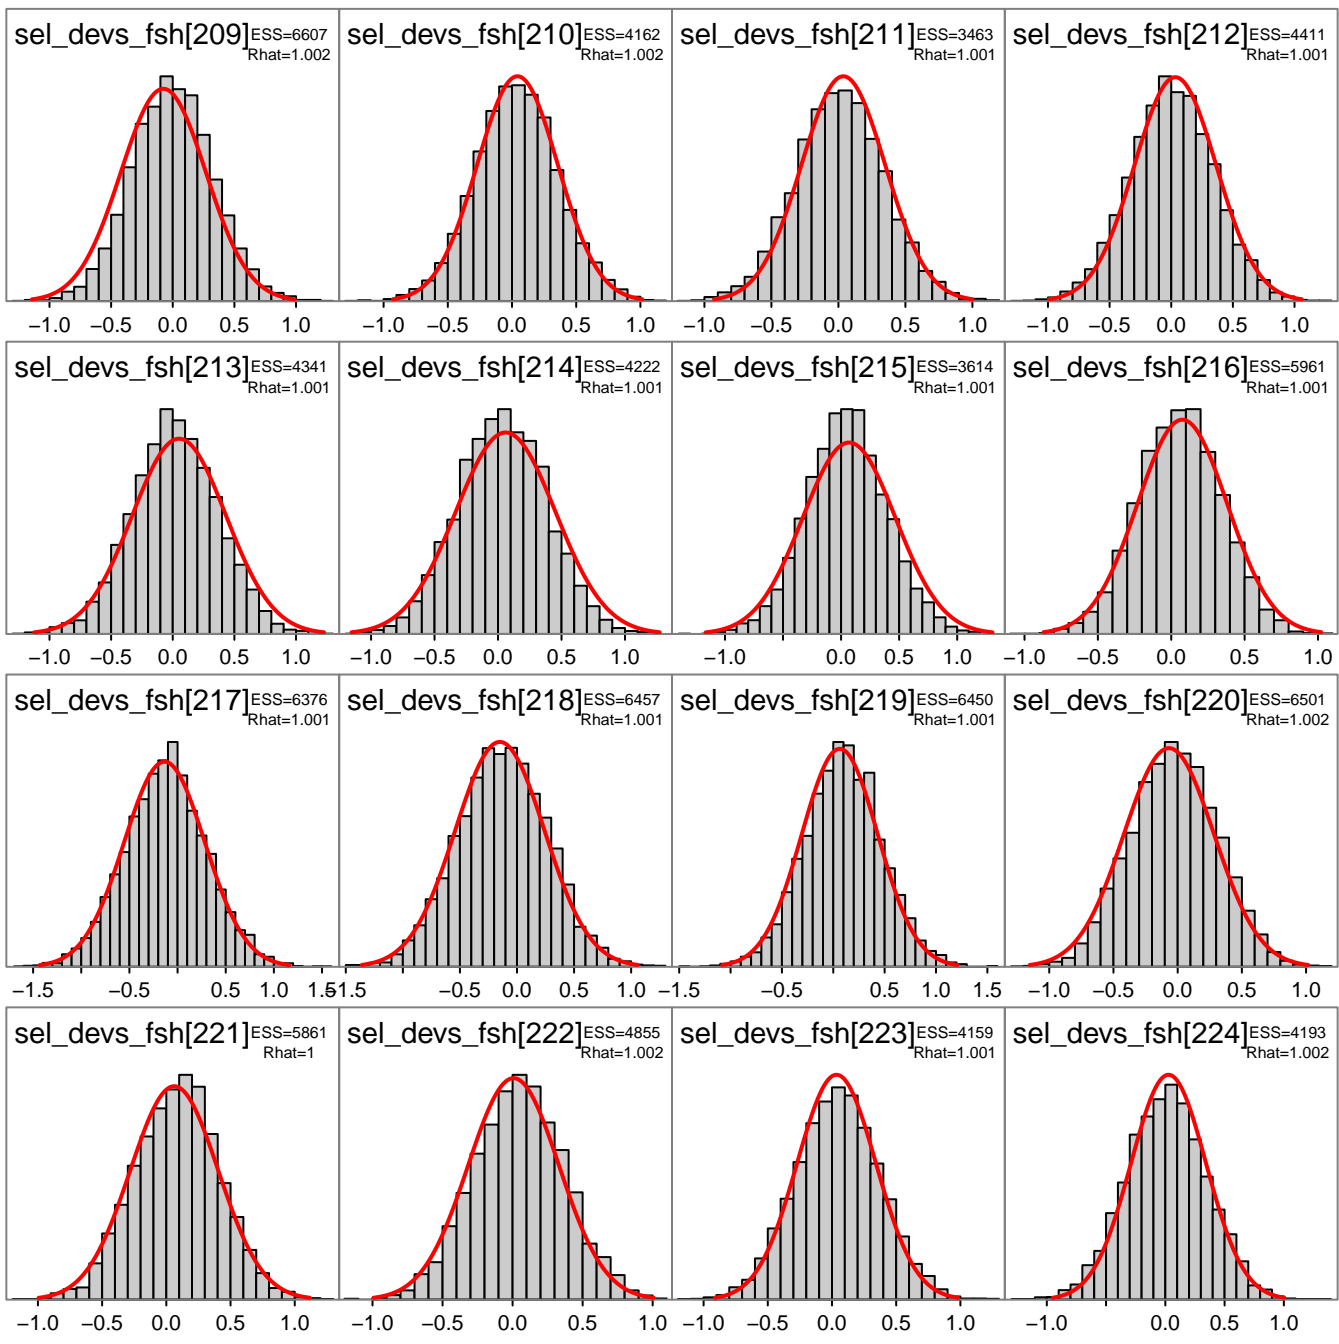 sel_devs_fsh[209] ESS=6607 sel_devs_fsh[210] ESS=4162 sel_devs_fsh[211] ESS=3463 sel_devs_fsh[212] ESS=4411
Rhat=1.002 Rhat=1.002 Rhat=1.001 Rhat=1.001
−1.0 −0.5 0.0 0.5 1.0 −1.0 −0.5 0.0 0.5 1.0 −1.0 −0.5 0.0 0.5 1.0 −1.0 −0.5 0.0 0.5 1.0
sel_devs_fsh[213] ESS=4341 sel_devs_fsh[214] ESS=4222 sel_devs_fsh[215] ESS=3614 sel_devs_fsh[216] ESS=5961
Rhat=1.001 Rhat=1.001 Rhat=1.001 Rhat=1.001
−1.0 −0.5 0.0 0.5 1.0 −1.0 −0.5 0.0 0.5 1.0 −1.0 0.0 0.5 1.0 −1.0 −0.5 0.0 0.5 1.0
sel_devs_fsh[217] ESS=6376 sel_devs_fsh[218] ESS=6457 sel_devs_fsh[219] ESS=6450 sel_devs_fsh[220] ESS=6501
Rhat=1.001 Rhat=1.001 Rhat=1.001 Rhat=1.002
−1.5 −0.5 0.5 1.0 1.5 −1.5 −0.5 0.0 0.5 1.0 −1.5 −0.5 0.5 1.0 1.5 −1.0 −0.5 0.0 0.5 1.0
sel_devs_fsh[221] ESS=5861 sel_devs_fsh[222] ESS=4855 sel_devs_fsh[223] ESS=4159 sel_devs_fsh[224] ESS=4193
Rhat=1 Rhat=1.002 Rhat=1.001 Rhat=1.002
−1.0 −0.5 0.0 0.5 1.0 −1.0 −0.5 0.0 0.5 1.0 −1.0 −0.5 0.0 0.5 1.0 −1.0 0.0 0.5 1.0